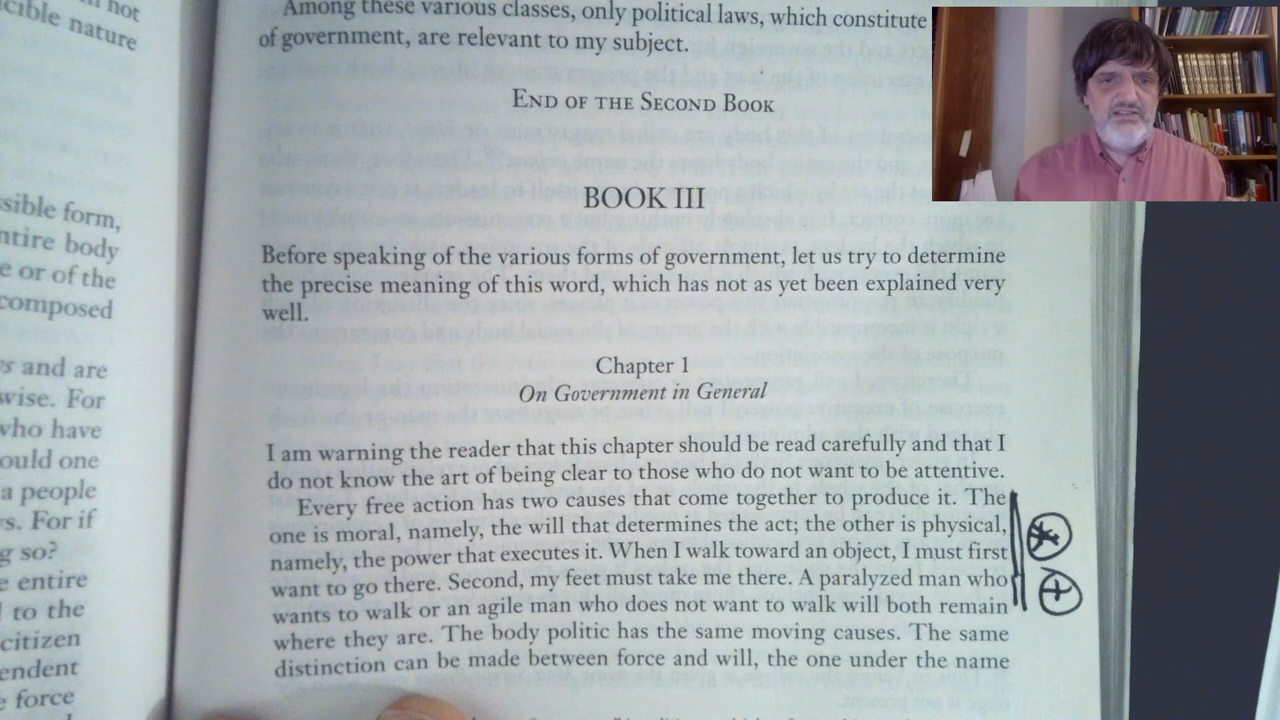 not
cible nature
ssible form,
ntire body
e or of the
composed
s and are
wise. For
who have
ould one
a people
s. For if
g so?
e entire
l to the
citizen
endent
e force
Among these various classes, only political laws, which constitute
of government, are relevant to my subject.
END OF THE SECOND BOOK
BOOK III
Before speaking of the various forms of government, let us try to determine
the precise meaning of this word, which has not as yet been explained very
well.
Chapter 1
On Government in General
I am warning the reader that this chapter should be read carefully and that I
do not know the art of being clear to those who do not want to be attentive.
Every free action has two causes that come together to produce it. The
one is moral, namely, the will that determines the act; the other is physical,
namely, the power that executes it. When I walk toward an object, I must first
want to go there. Second, my feet must take me there. A paralyzed man who
wants to walk or an agile man who does not want to walk will both remain
where they are. The body politic has the same moving causes. The same
distinction can be made between force and will, the one under the name